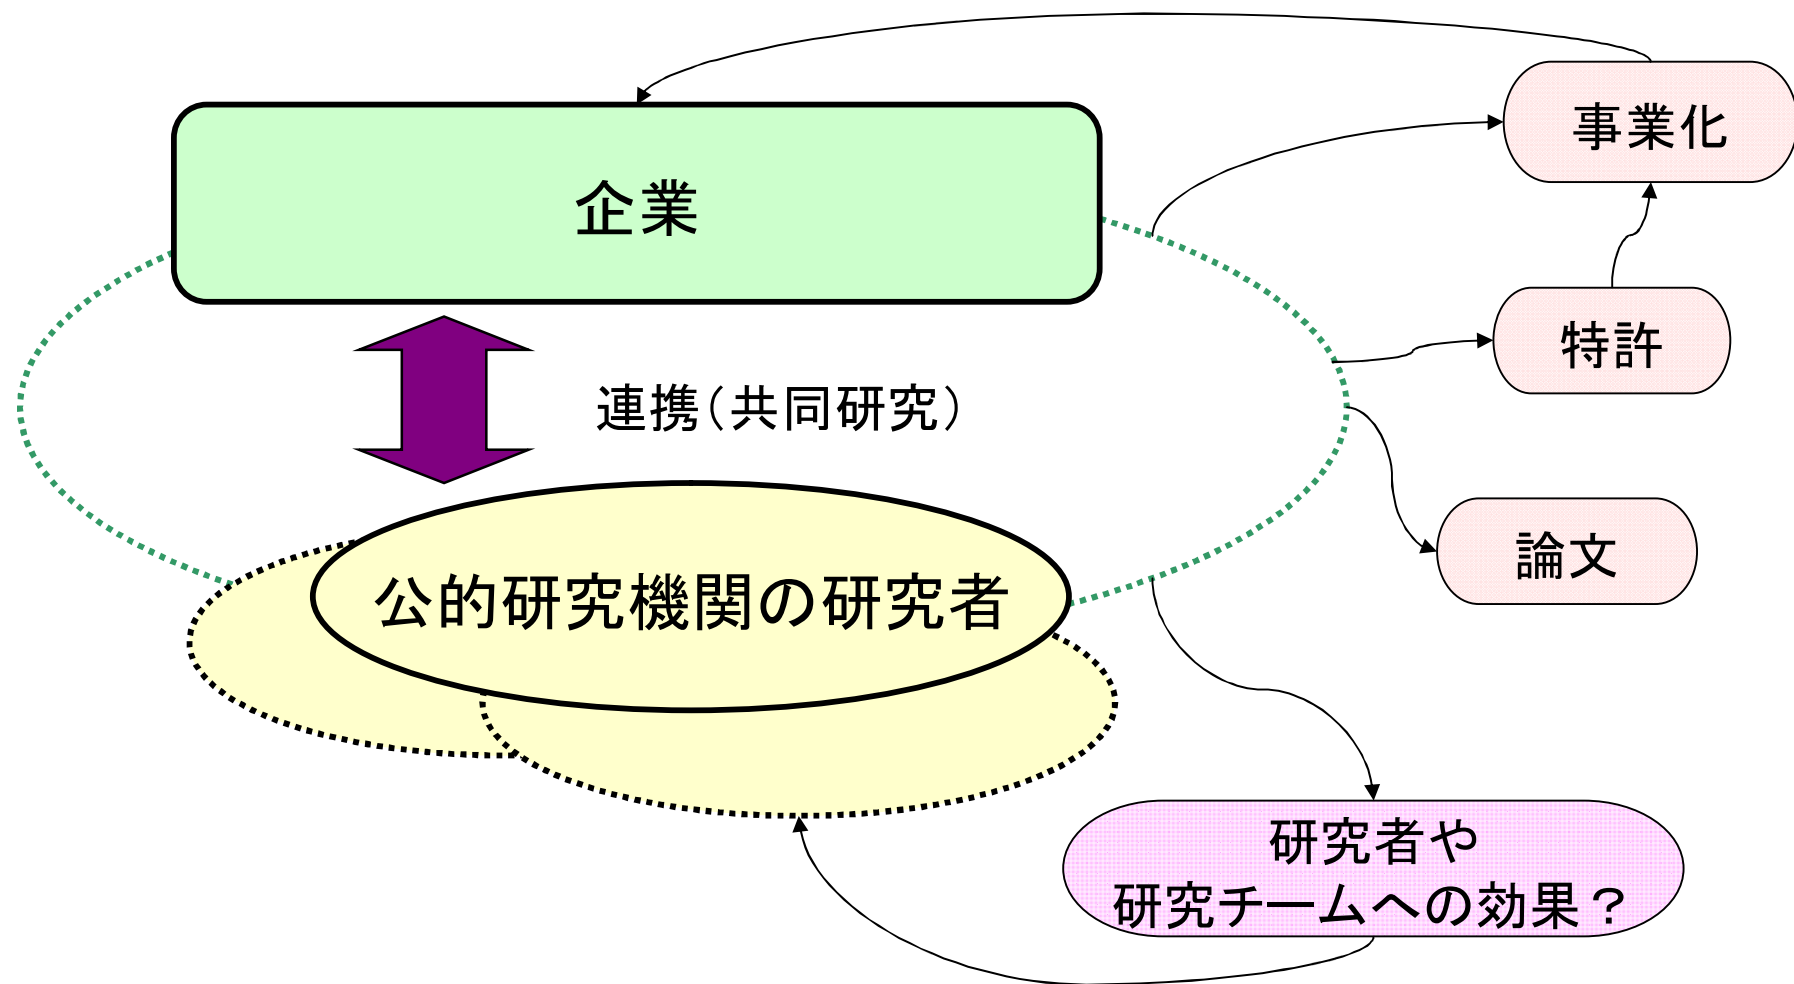 事業化
企業
特許
連携（共同研究）
論文
公的研究機関の研究者
研究者や
研究チームへの効果？